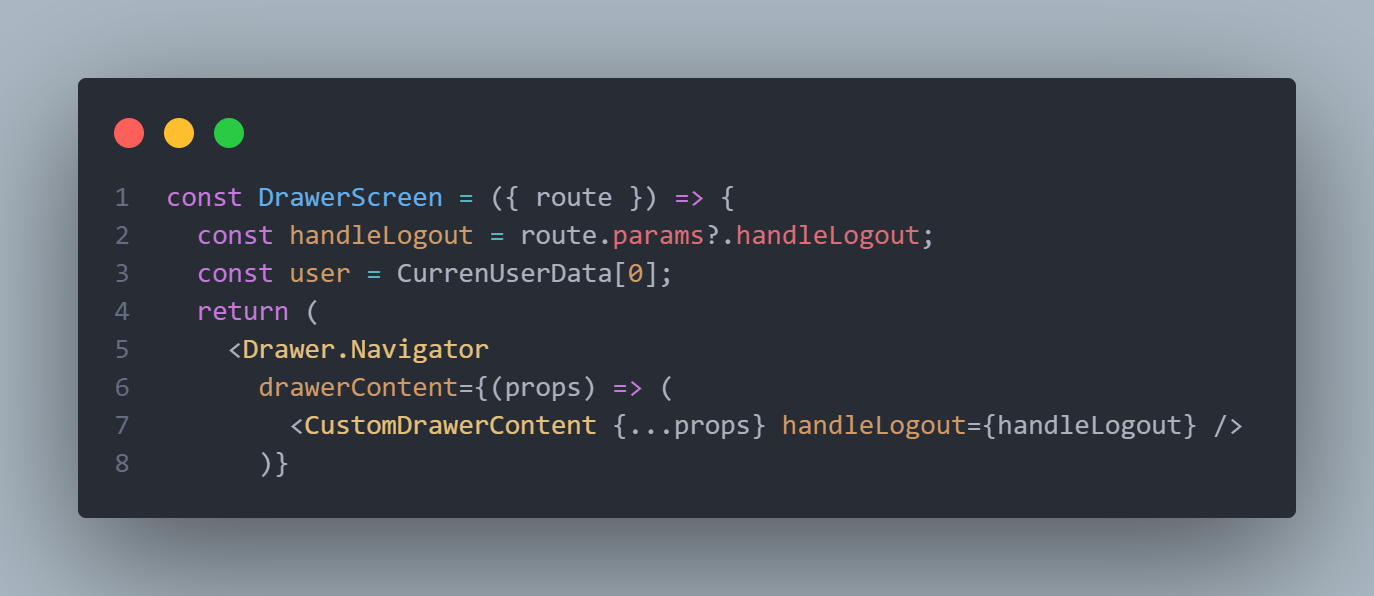 1 const DrawerScreen = ({ route }) => {
2   const handleLogout = route.params?.handleLogout;
3   const user = CurrenUserData[0];
4   return (
5     <Drawer.Navigator
6       drawerContent={(props) => (
7         <CustomDrawerContent {...props} handleLogout={handleLogout} />
8       )}